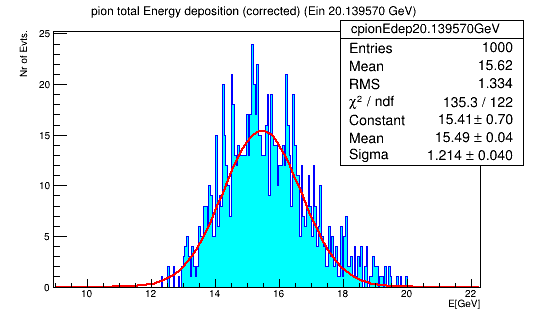 pion total Energy deposition (corrected) (Ein 20.139570 GeV)
cpionEdep20.139570GeV
Entries 1000
Mean 15.62
RMS 1.334
χ² / ndf 135.3 / 122
Constant 15.41 ± 0.70
Mean 15.49 ± 0.04
Sigma 1.214 ± 0.040
Nr of Evts.
25
20
15
10
5
0
10 12 14 16 18 20 22
E[GeV]